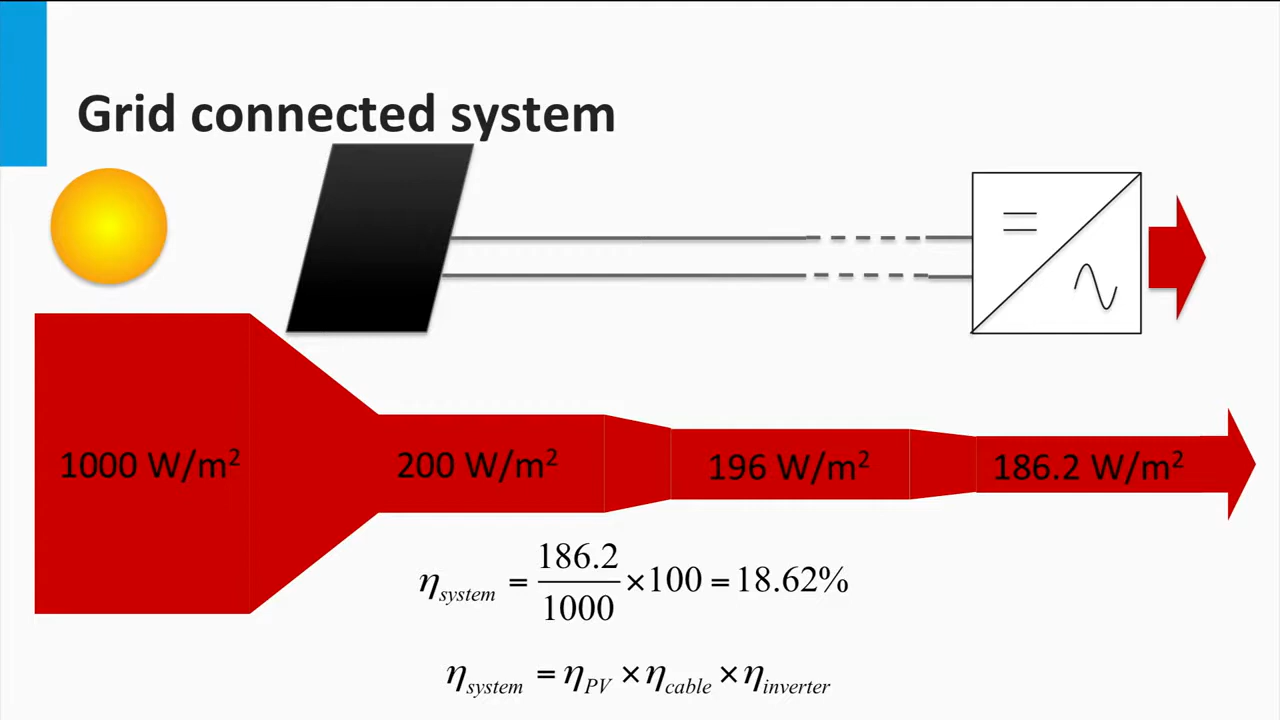 Grid connected system
1000 W/m²
200 W/m²
196 W/m²
186.2 W/m²
η_system = 186.2/1000 ×100 = 18.62%
η_system = η_PV × η_cable × η_inverter